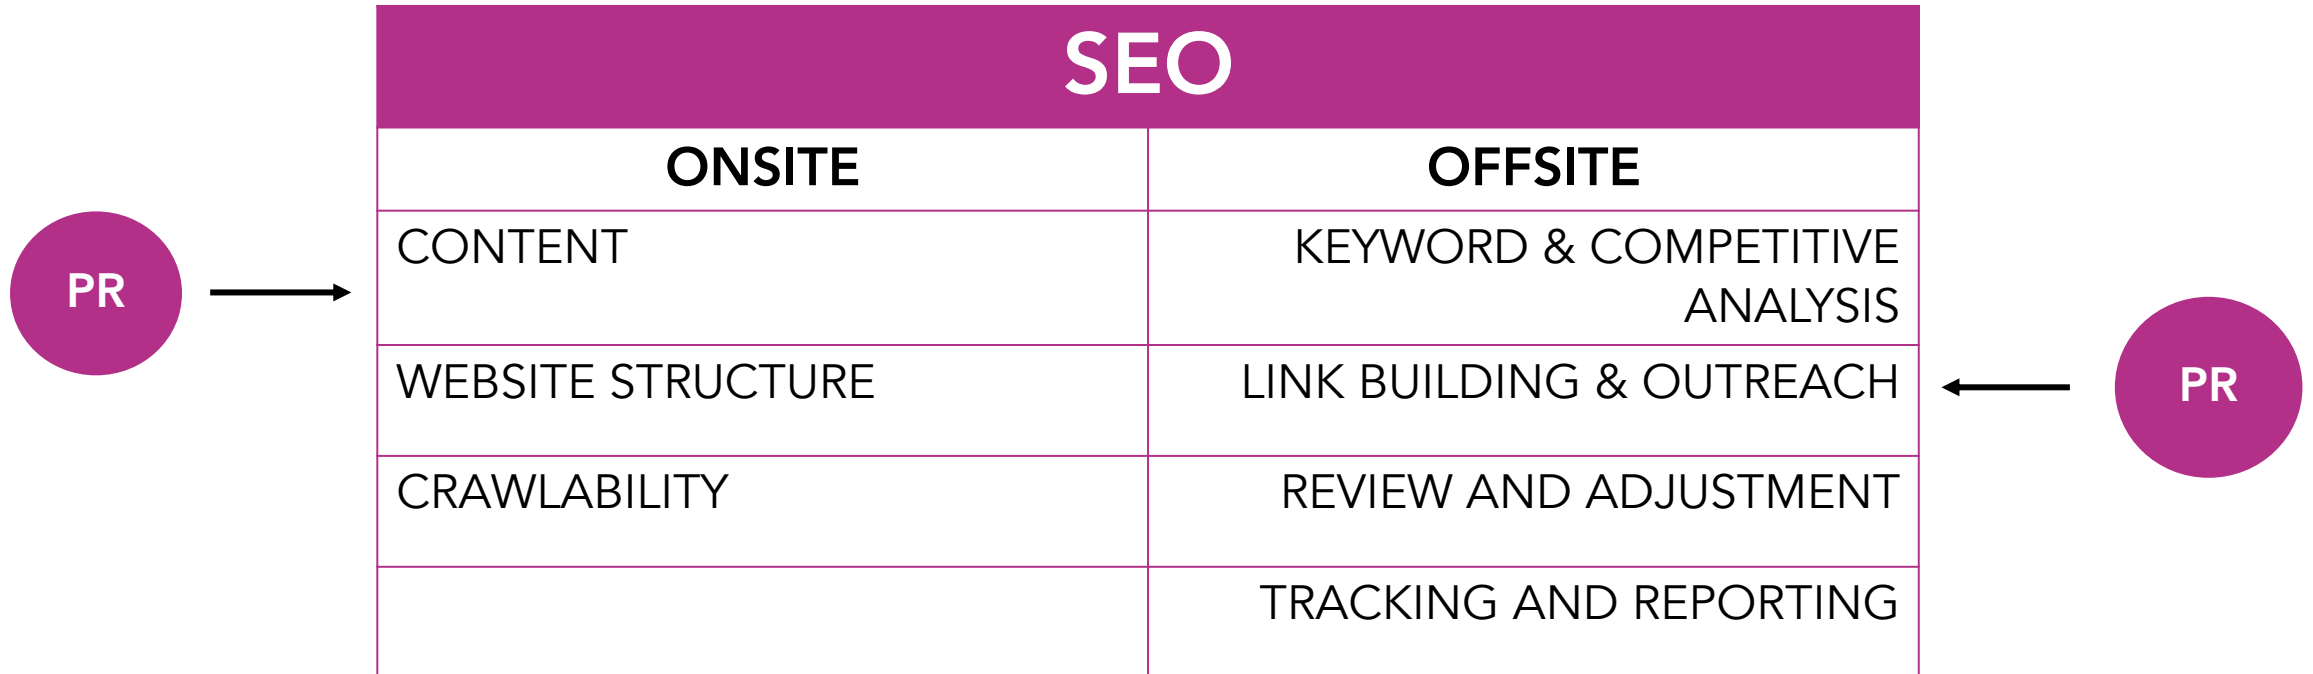 SEO
ONSITE
OFFSITE
PR
CONTENT
KEYWORD & COMPETITIVE
ANALYSIS
WEBSITE STRUCTURE
LINK BUILDING & OUTREACH
PR
CRAWLABILITY
REVIEW AND ADJUSTMENT
TRACKING AND REPORTING